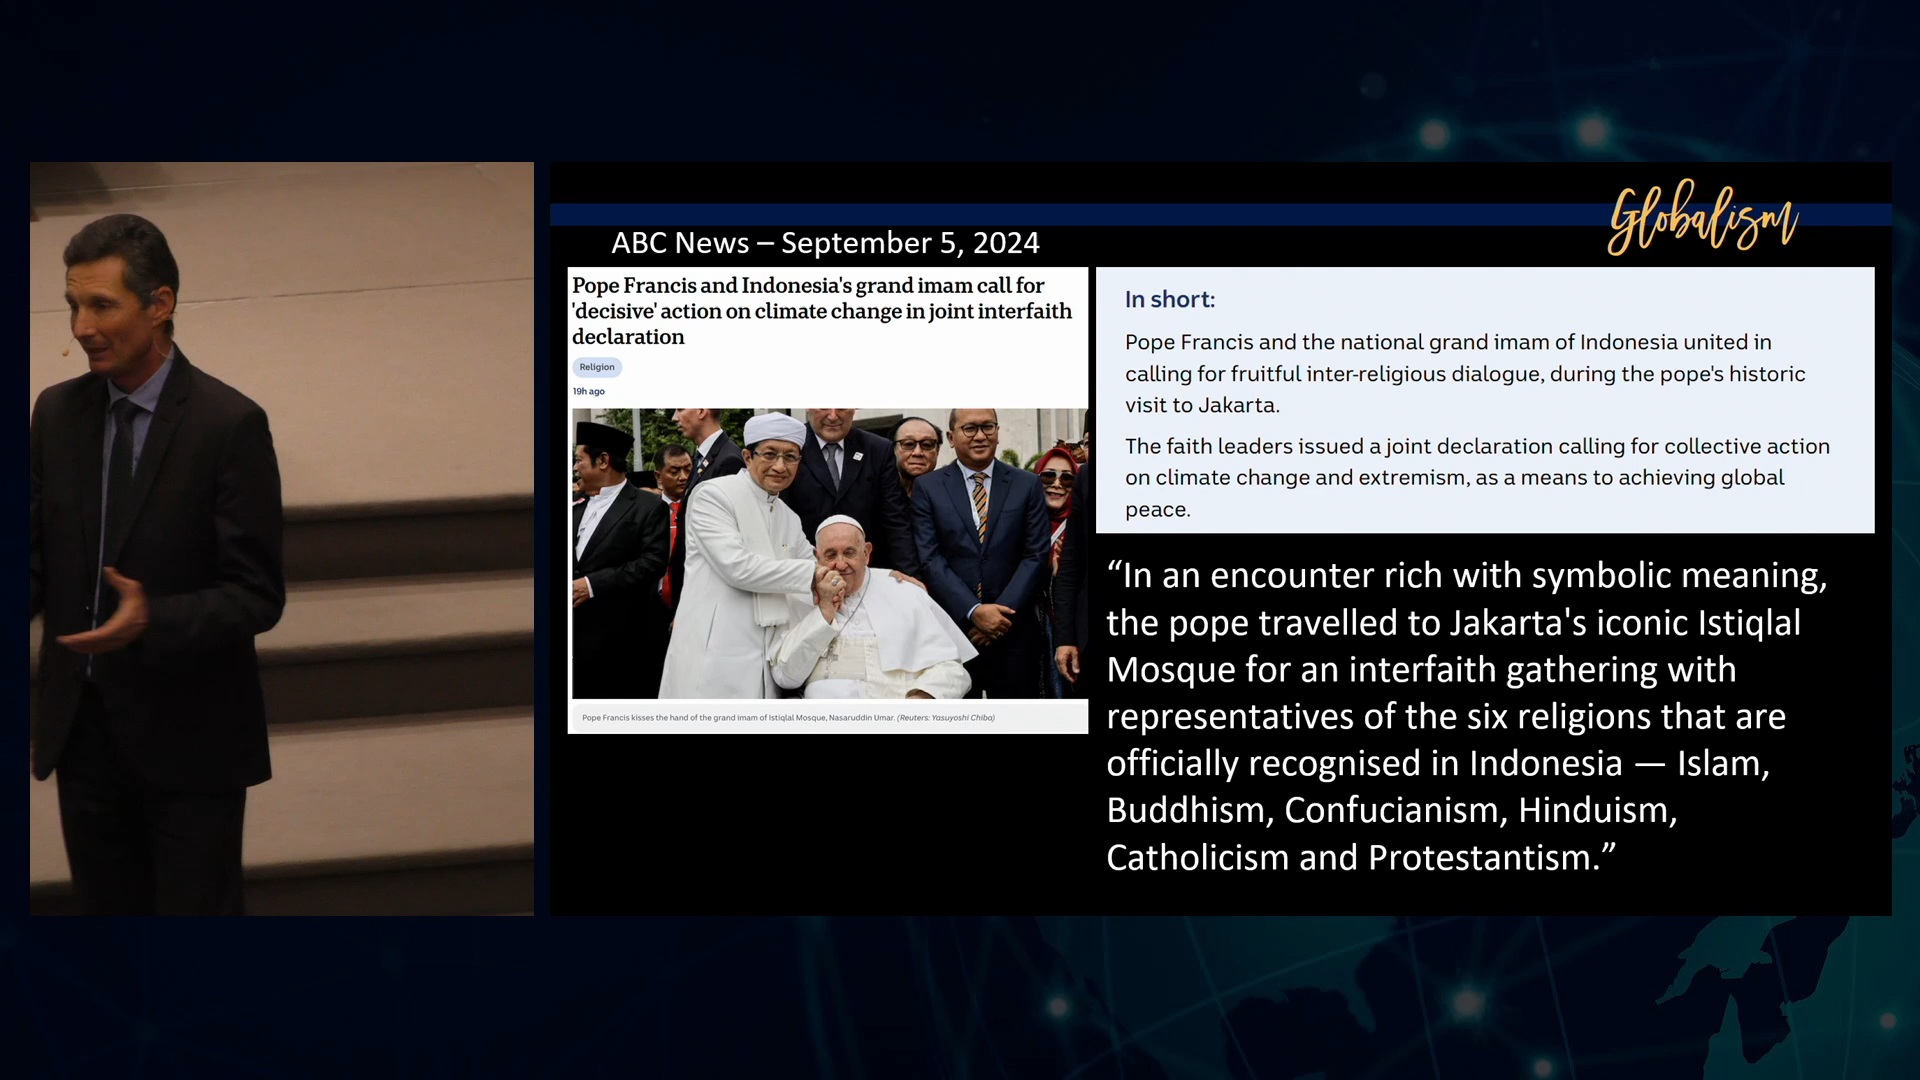 Globalism
ABC News – September 5, 2024
Pope Francis and Indonesia's grand imam call for
'decisive' action on climate change in joint interfaith
declaration
Religion
19h ago
Pope Francis kisses the hand of the grand imam of Istiqlal Mosque, Nasaruddin Umar. (Reuters: Yasuyoshi Chiba)
In short:
Pope Francis and the national grand imam of Indonesia united in
calling for fruitful inter-religious dialogue, during the pope's historic
visit to Jakarta.
The faith leaders issued a joint declaration calling for collective action
on climate change and extremism, as a means to achieving global
peace.
“In an encounter rich with symbolic meaning,
the pope travelled to Jakarta's iconic Istiqlal
Mosque for an interfaith gathering with
representatives of the six religions that are
officially recognised in Indonesia — Islam,
Buddhism, Confucianism, Hinduism,
Catholicism and Protestantism.”